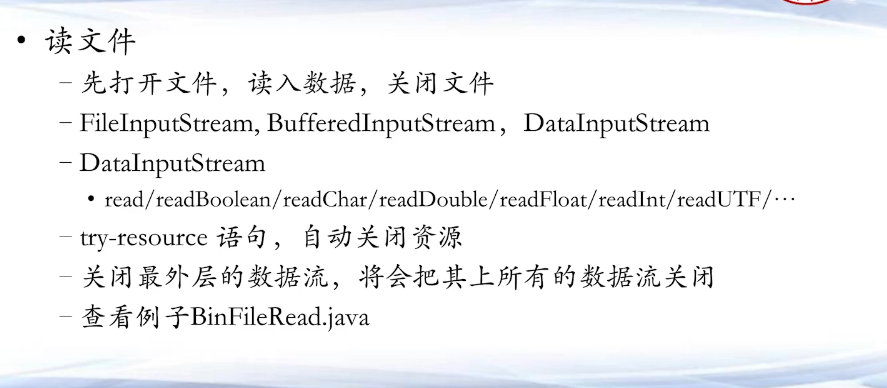 • 读文件
– 先打开文件，读入数据，关闭文件
– FileInputStream, BufferedInputStream，DataInputStream
– DataInputStream
• read/readBoolean/readChar/readDouble/readFloat/readInt/readUTF/…
– try-resource 语句，自动关闭资源
– 关闭最外层的数据流，将会把其上所有的数据流关闭
– 查看例子BinFileRead.java